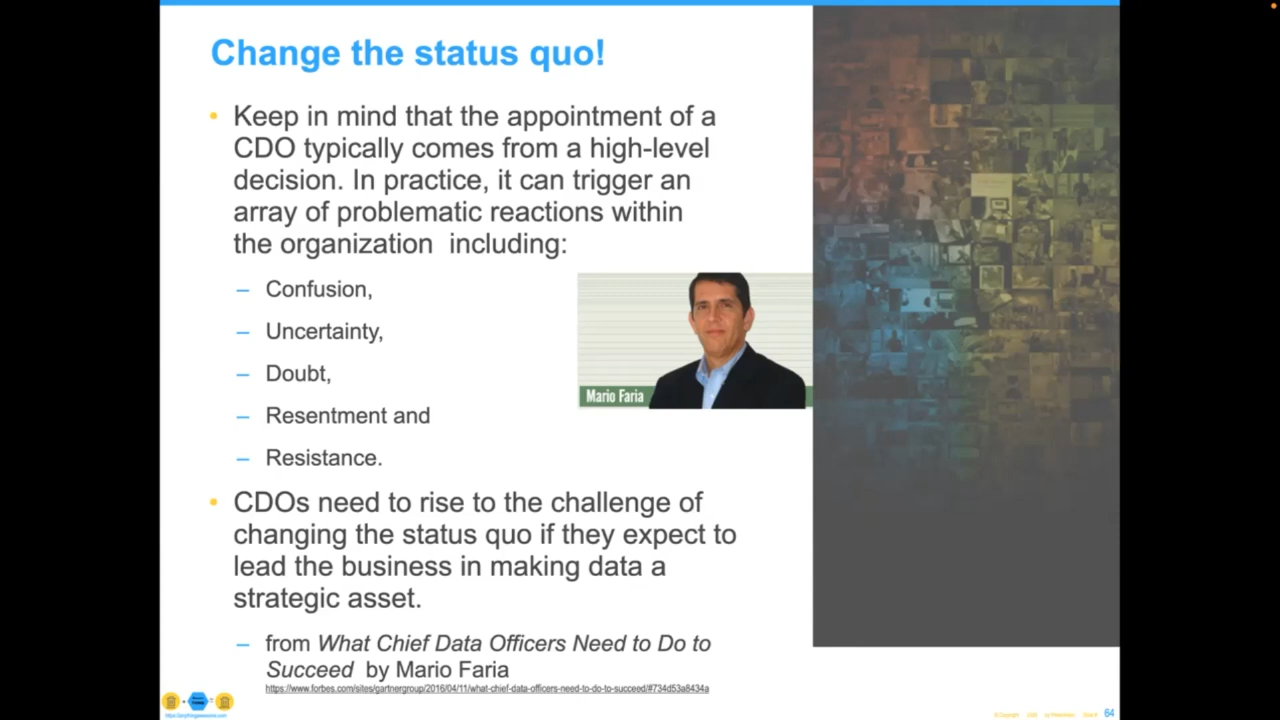 Change the status quo!
• Keep in mind that the appointment of a
CDO typically comes from a high-level
decision. In practice, it can trigger an
array of problematic reactions within
the organization  including:
– Confusion,
– Uncertainty,
– Doubt,
– Resentment and
– Resistance.
Mario Faria
• CDOs need to rise to the challenge of
changing the status quo if they expect to
lead the business in making data a
strategic asset.
– from What Chief Data Officers Need to Do to
Succeed  by Mario Faria
https://www.forbes.com/sites/gartnergroup/2016/04/11/what-chief-data-officers-need-to-do-to-succeed/#734d53a8434a
https://anythingawesome.com
© Copyright
64